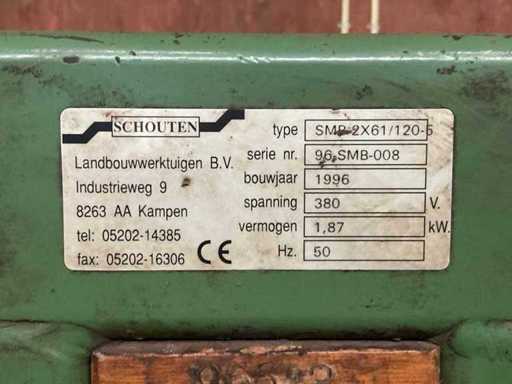 SCHOUTEN
Landbouwwerktuigen B.V.
Industrieweg 9
8263 AA Kampen
tel: 05202-14385
fax: 05202-16306
CE
type SMB-2X61/120-5
serie nr. 96.SMB-008
bouwjaar 1996
spanning 380 V.
vermogen 1,87 kW.
Hz. 50